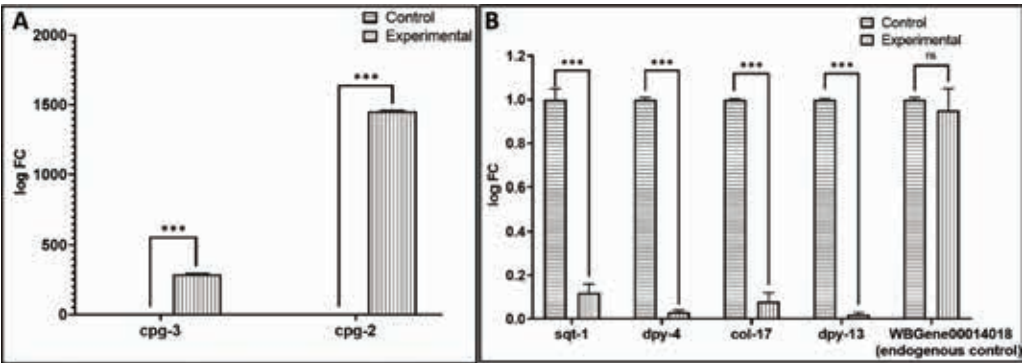 A
Control
Experimental
log FC
2000
1500
1000
500
0
***
***
cpg-3
cpg-2
B
Control
Experimental
log FC
1.2
1.0
0.8
0.6
0.4
0.2
0.0
***
***
***
***
ns
sqt-1
dpy-4
col-17
dpy-13
WBGene00014018
(endogenous control)